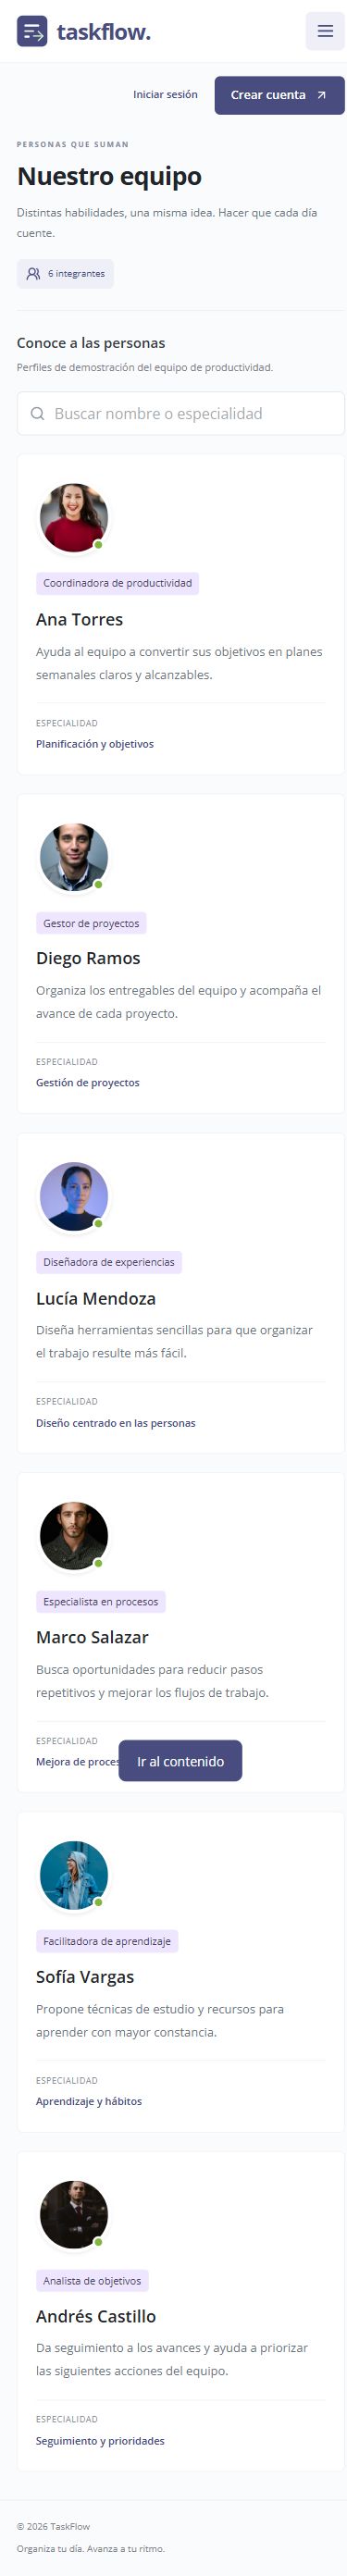 taskflow.
Iniciar sesión
Crear cuenta
PERSONAS QUE SUMAN
Nuestro equipo
Distintas habilidades, una misma idea. Hacer que cada día
cuente.
6 integrantes
Conoce a las personas
Perfiles de demostración del equipo de productividad.
Buscar nombre o especialidad
Coordinadora de productividad
Ana Torres
Ayuda al equipo a convertir sus objetivos en planes
semanales claros y alcanzables.
ESPECIALIDAD
Planificación y objetivos
Gestor de proyectos
Diego Ramos
Organiza los entregables del equipo y acompaña el
avance de cada proyecto.
ESPECIALIDAD
Gestión de proyectos
Diseñadora de experiencias
Lucía Mendoza
Diseña herramientas sencillas para que organizar
el trabajo resulte más fácil.
ESPECIALIDAD
Diseño centrado en las personas
Especialista en procesos
Marco Salazar
Busca oportunidades para reducir pasos
repetitivos y mejorar los flujos de trabajo.
ESPECIALIDAD
Mejora de proces
Ir al contenido
Facilitadora de aprendizaje
Sofía Vargas
Propone técnicas de estudio y recursos para
aprender con mayor constancia.
ESPECIALIDAD
Aprendizaje y hábitos
Analista de objetivos
Andrés Castillo
Da seguimiento a los avances y ayuda a priorizar
las siguientes acciones del equipo.
ESPECIALIDAD
Seguimiento y prioridades
© 2026 TaskFlow
Organiza tu día. Avanza a tu ritmo.